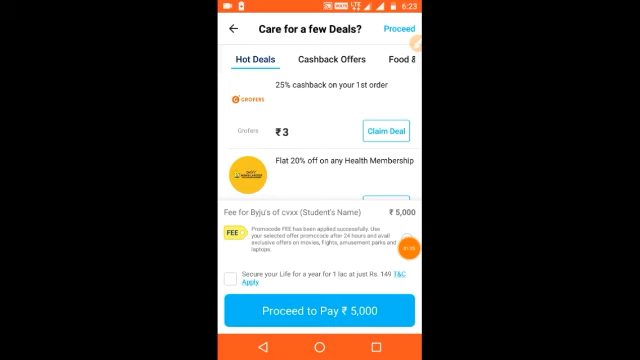 6:23
Care for a few Deals? Proceed
Hot Deals Cashback Offers Food &
25% cashback on your 1st order
GROFERS
Grofers ₹3 Claim Deal
Flat 20% off on any Health Membership
Fee for Byju's of cvxx (Student's Name) ₹ 5,000
FEE
Promocode FEE has been applied successfully. Use
your selected offer promocode after 24 hours and avail
exclusive offers on movies, flights, amusement parks and
laptops.
Secure your Life for a year for 1 lac at just Rs. 149 T&C
Apply
Proceed to Pay ₹ 5,000